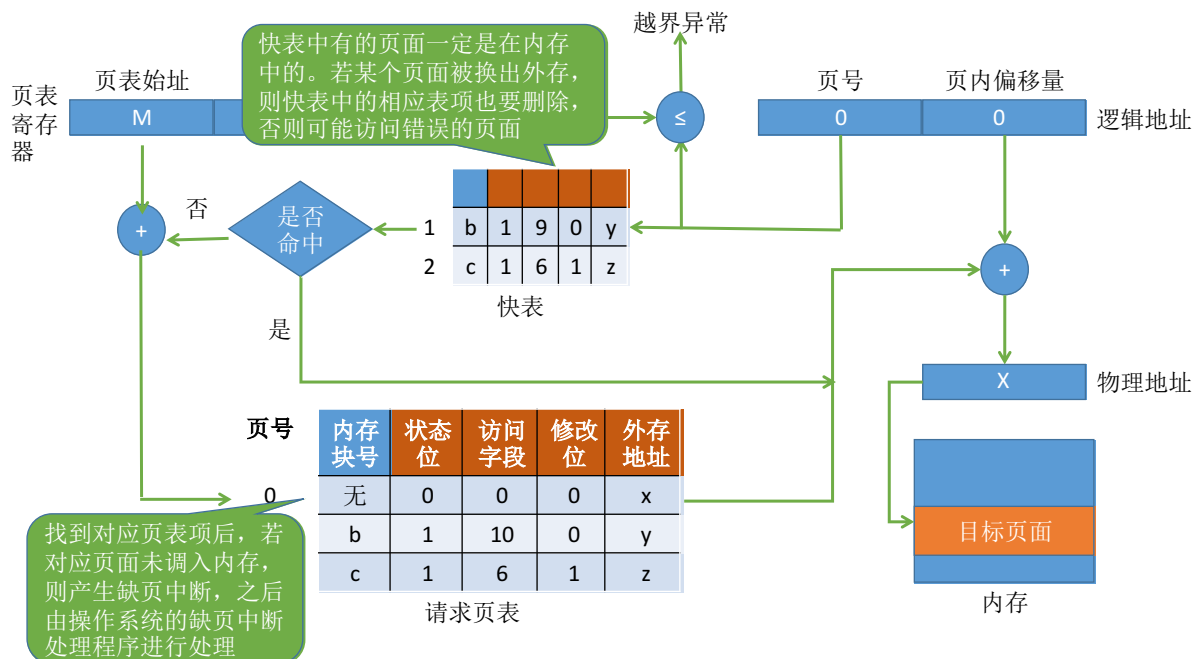 越界异常
快表中有的页面一定是在内存
中的。若某个页面被换出外存，
则快表中的相应表项也要删除，
否则可能访问错误的页面
页表始址
页号 页内偏移量
页表
寄存
器
M
≤
0 0
逻辑地址
否
是否
命中
+
1 b 1 9 0 y
2 c 1 6 1 z
快表
+
是
X
物理地址
页号
内存
块号
状态
位
访问
字段
修改
位
外存
地址
0 无 0 0 0 x
b 1 10 0 y
c 1 6 1 z
请求页表
找到对应页表项后，若
对应页面未调入内存，
则产生缺页中断，之后
由操作系统的缺页中断
处理程序进行处理
目标页面
内存